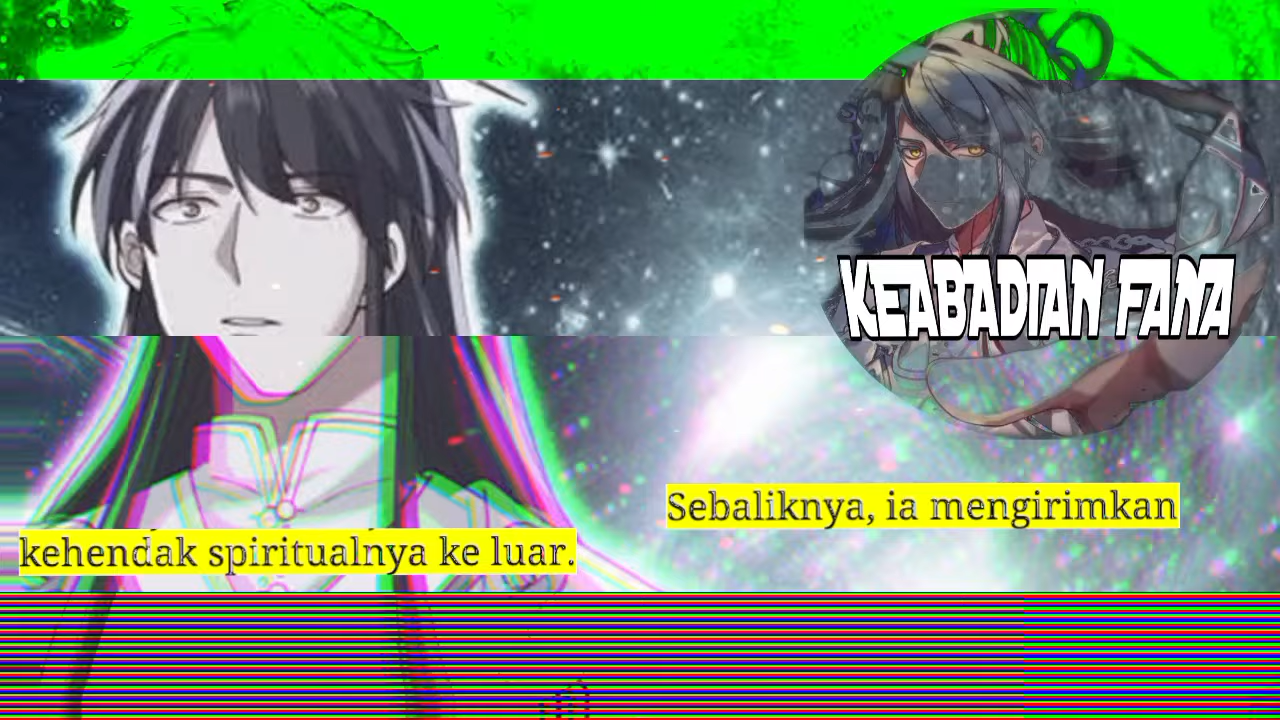 KEABADIAN FANA
Sebaliknya, ia mengirimkan
kehendak spiritualnya ke luar.